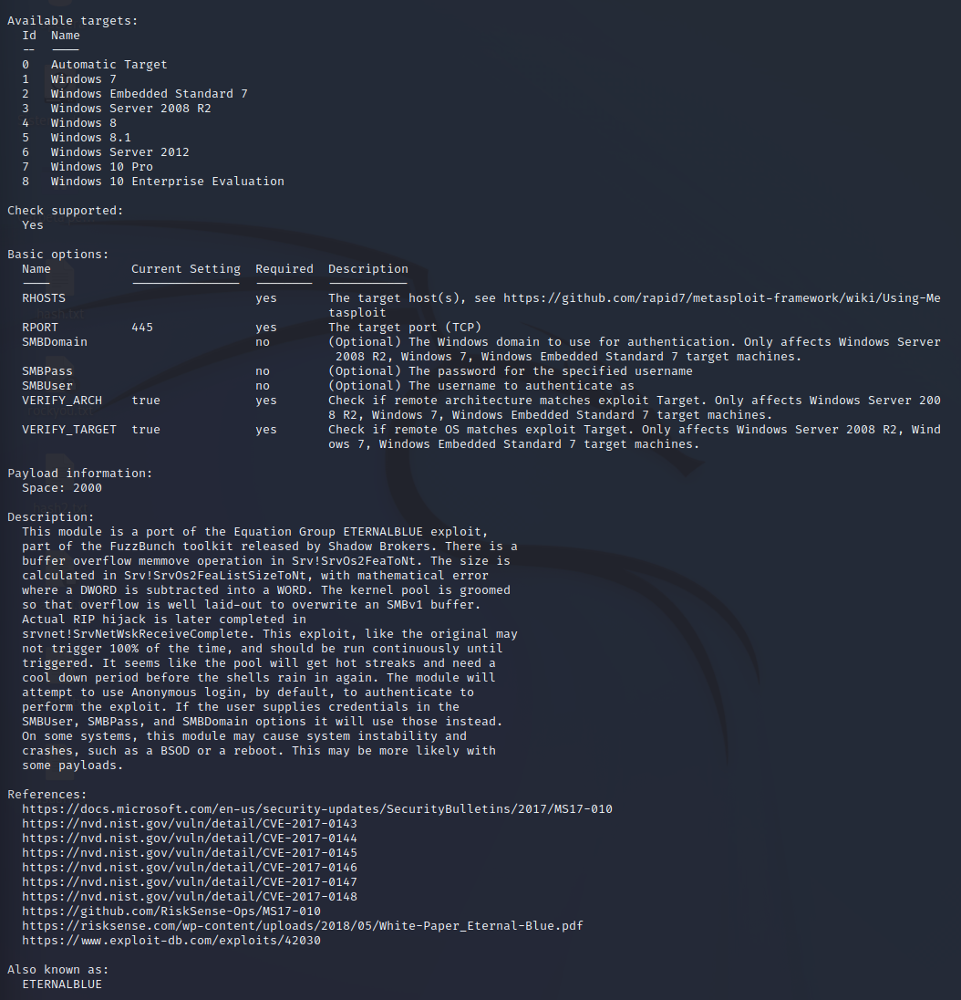 Available targets:
Id  Name
--  ----
0   Automatic Target
1   Windows 7
2   Windows Embedded Standard 7
3   Windows Server 2008 R2
4   Windows 8
5   Windows 8.1
6   Windows Server 2012
7   Windows 10 Pro
8   Windows 10 Enterprise Evaluation
Check supported:
Yes
Basic options:
Name           Current Setting  Required  Description
----           ---------------  --------  -----------
RHOSTS                          yes       The target host(s), see https://github.com/rapid7/metasploit-framework/wiki/Using-Me
tasploit
RPORT          445              yes       The target port (TCP)
SMBDomain                       no        (Optional) The Windows domain to use for authentication. Only affects Windows Server
2008 R2, Windows 7, Windows Embedded Standard 7 target machines.
SMBPass                         no        (Optional) The password for the specified username
SMBUser                         no        (Optional) The username to authenticate as
VERIFY_ARCH    true             yes       Check if remote architecture matches exploit Target. Only affects Windows Server 200
8 R2, Windows 7, Windows Embedded Standard 7 target machines.
VERIFY_TARGET  true             yes       Check if remote OS matches exploit Target. Only affects Windows Server 2008 R2, Wind
ows 7, Windows Embedded Standard 7 target machines.
Payload information:
Space: 2000
Description:
This module is a port of the Equation Group ETERNALBLUE exploit,
part of the FuzzBunch toolkit released by Shadow Brokers. There is a
buffer overflow memmove operation in Srv!SrvOs2FeaToNt. The size is
calculated in Srv!SrvOs2FeaListSizeToNt, with mathematical error
where a DWORD is subtracted into a WORD. The kernel pool is groomed
so that overflow is well laid-out to overwrite an SMBv1 buffer.
Actual RIP hijack is later completed in
srvnet!SrvNetWskReceiveComplete. This exploit, like the original may
not trigger 100% of the time, and should be run continuously until
triggered. It seems like the pool will get hot streaks and need a
cool down period before the shells rain in again. The module will
attempt to use Anonymous login, by default, to authenticate to
perform the exploit. If the user supplies credentials in the
SMBUser, SMBPass, and SMBDomain options it will use those instead.
On some systems, this module may cause system instability and
crashes, such as a BSOD or a reboot. This may be more likely with
some payloads.
References:
https://docs.microsoft.com/en-us/security-updates/SecurityBulletins/2017/MS17-010
https://nvd.nist.gov/vuln/detail/CVE-2017-0143
https://nvd.nist.gov/vuln/detail/CVE-2017-0144
https://nvd.nist.gov/vuln/detail/CVE-2017-0145
https://nvd.nist.gov/vuln/detail/CVE-2017-0146
https://nvd.nist.gov/vuln/detail/CVE-2017-0147
https://nvd.nist.gov/vuln/detail/CVE-2017-0148
https://github.com/RiskSense-Ops/MS17-010
https://risksense.com/wp-content/uploads/2018/05/White-Paper_Eternal-Blue.pdf
https://www.exploit-db.com/exploits/42030
Also known as:
ETERNALBLUE